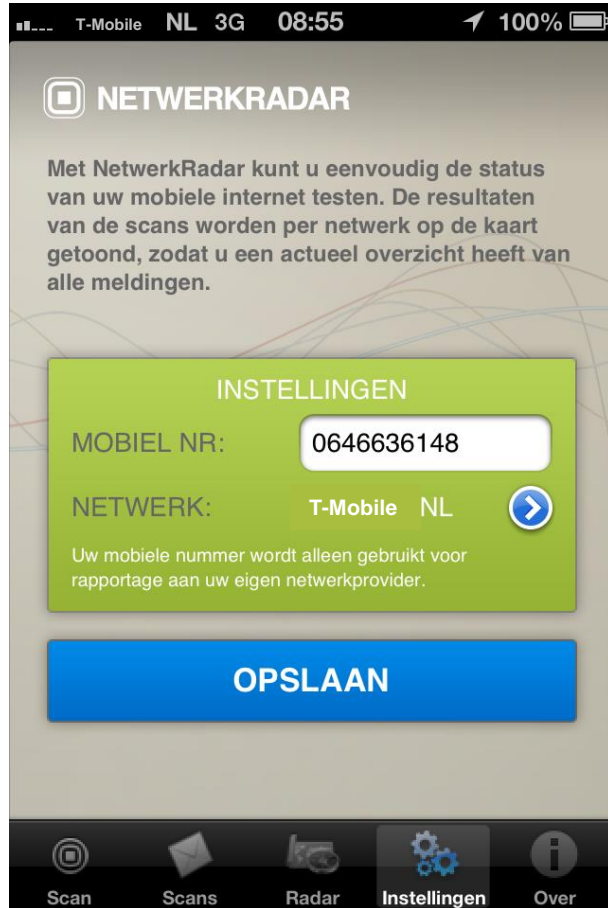 T-Mobile NL 3G 08:55 100%
NETWERKRADAR
Met NetwerkRadar kunt u eenvoudig de status
van uw mobiele internet testen. De resultaten
van de scans worden per netwerk op de kaart
getoond, zodat u een actueel overzicht heeft van
alle meldingen.
INSTELLINGEN
MOBIEL NR: 0646636148
NETWERK: T-Mobile NL
Uw mobiele nummer wordt alleen gebruikt voor
rapportage aan uw eigen netwerkprovider.
OPSLAAN
Scan Scans Radar Instellingen Over